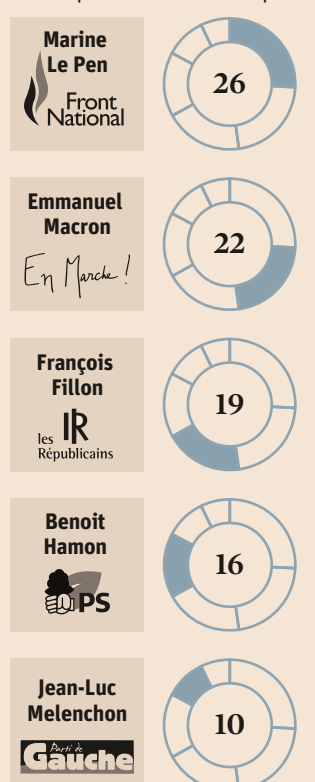 Marine
Le Pen
Front
National
26
Emmanuel
Macron
En Marche !
22
François
Fillon
les R
Républicains
19
Benoit
Hamon
PS
16
Jean-Luc
Melenchon
Parti de
Gauche
10